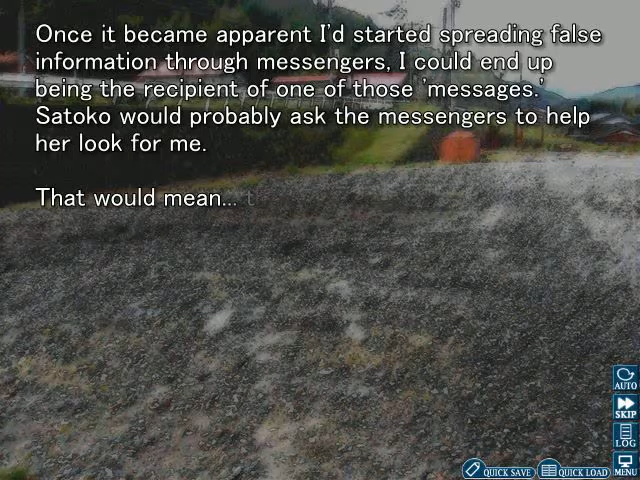 Once it became apparent I'd started spreading false
information through messengers, I could end up
being the recipient of one of those 'messages.'
Satoko would probably ask the messengers to help
her look for me.
That would mean... t
AUTO
SKIP
LOG
MENU
QUICK SAVE
QUICK LOAD